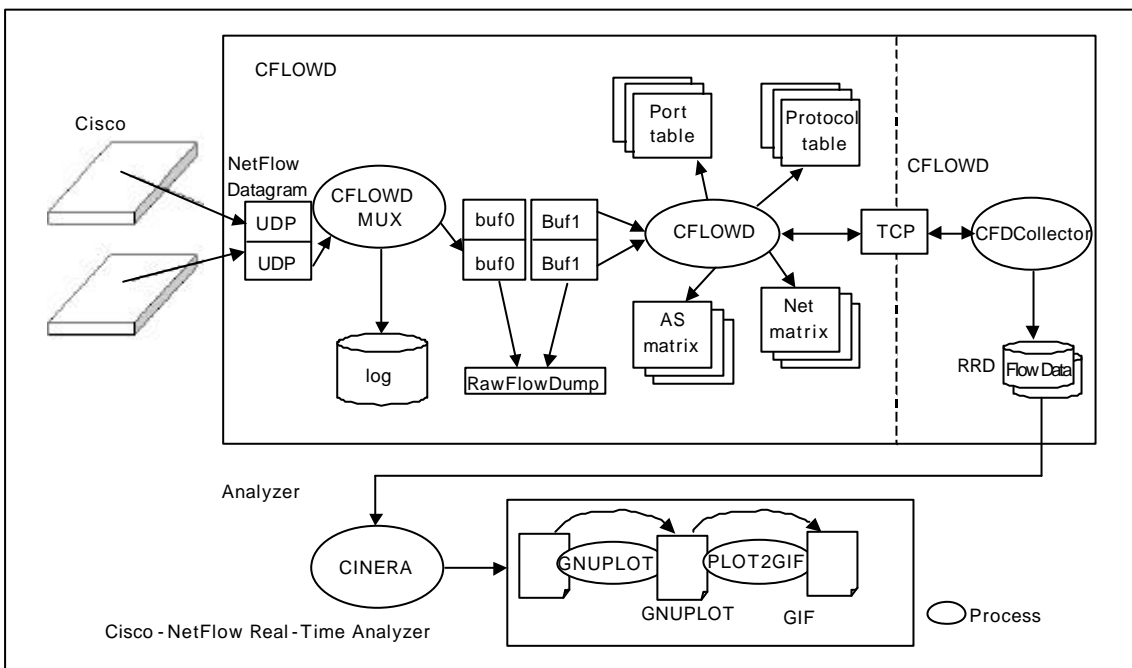 CFLOWD
Cisco
NetFlow
Datagram
UDP
UDP
CFLOWD
MUX
log
buf0
buf0
Buf1
Buf1
RawFlowDump
Port
table
Protocol
table
CFLOWD
AS
matrix
Net
matrix
TCP
CFLOWD
CFDCollector
RRD
Flow Data
Analyzer
CINERA
GNUPLOT
PLOT2GIF
GNUPLOT
GIF
Process
Cisco - NetFlow Real - Time Analyzer